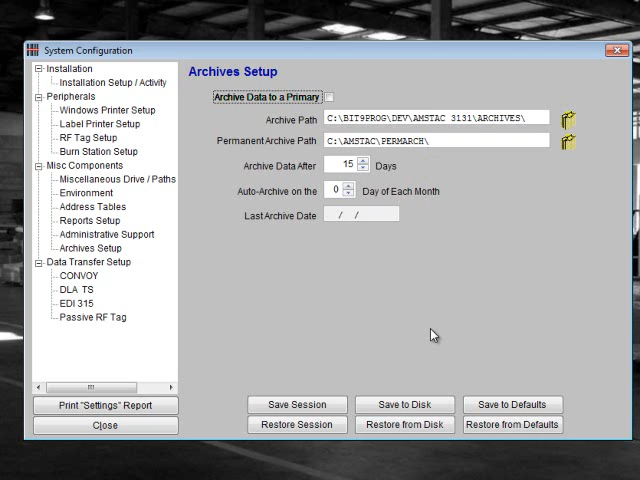 System Configuration
Installation
Installation Setup / Activity
Peripherals
Windows Printer Setup
Label Printer Setup
RF Tag Setup
Burn Station Setup
Misc Components
Miscellaneous Drive / Paths
Environment
Address Tables
Reports Setup
Administrative Support
Archives Setup
Data Transfer Setup
CONVOY
DLA TS
EDI 315
Passive RF Tag
Print "Settings" Report
Close
Archives Setup
Archive Data to a Primary
Archive Path C:\BIT9PROG\DEV\AMSTAC 3131\ARCHIVES\
Permanent Archive Path C:\AMSTAC\PERMARCH\
Archive Data After 15 Days
Auto-Archive on the 0 Day of Each Month
Last Archive Date / /
Save Session Save to Disk Save to Defaults
Restore Session Restore from Disk Restore from Defaults